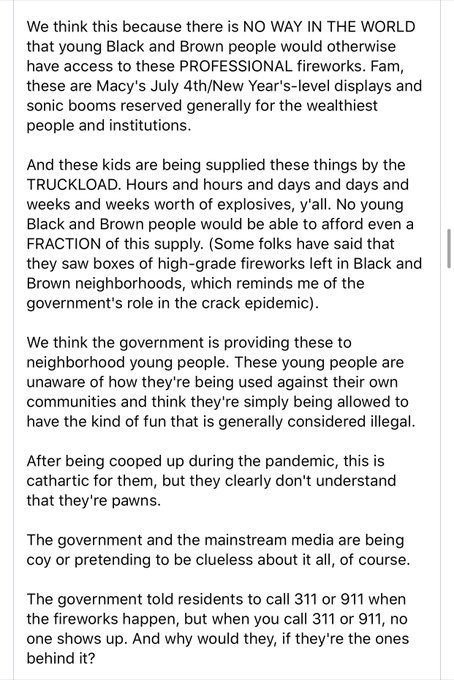 We think this because there is NO WAY IN THE WORLD
that young Black and Brown people would otherwise
have access to these PROFESSIONAL fireworks. Fam,
these are Macy's July 4th/New Year's-level displays and
sonic booms reserved generally for the wealthiest
people and institutions.
And these kids are being supplied these things by the
TRUCKLOAD. Hours and hours and days and days and
weeks and weeks worth of explosives, y'all. No young
Black and Brown people would be able to afford even a
FRACTION of this supply. (Some folks have said that
they saw boxes of high-grade fireworks left in Black and
Brown neighborhoods, which reminds me of the
government's role in the crack epidemic).
We think the government is providing these to
neighborhood young people. These young people are
unaware of how they're being used against their own
communities and think they're simply being allowed to
have the kind of fun that is generally considered illegal.
After being cooped up during the pandemic, this is
cathartic for them, but they clearly don't understand
that they're pawns.
The government and the mainstream media are being
coy or pretending to be clueless about it all, of course.
The government told residents to call 311 or 911 when
the fireworks happen, but when you call 311 or 911, no
one shows up. And why would they, if they're the ones
behind it?